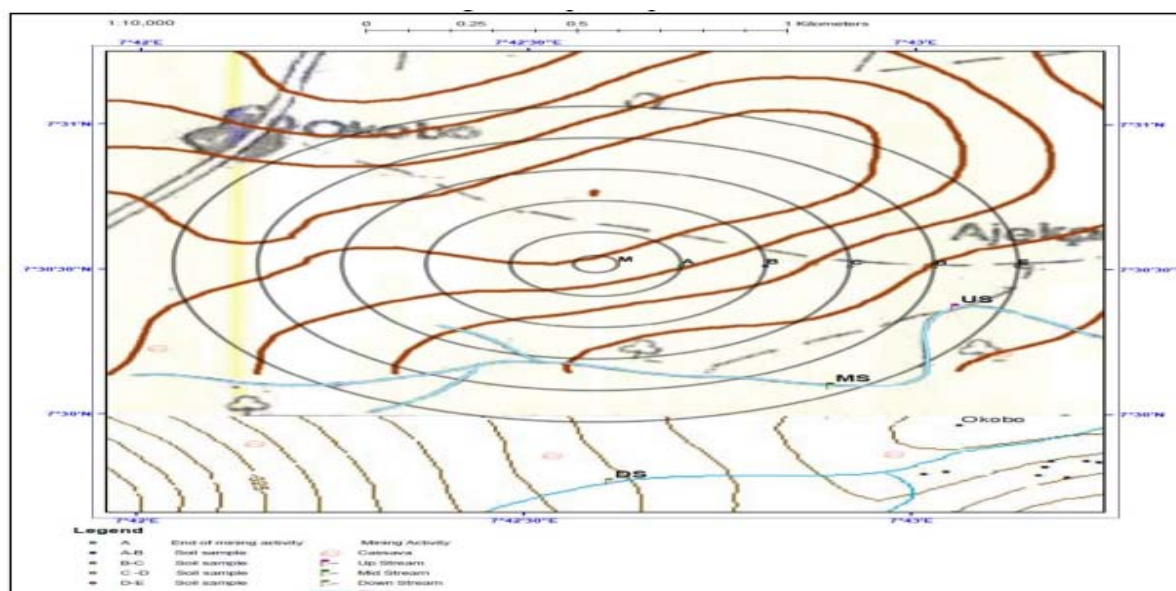 1:10,000
0 0.25 0.5 1 Kilometers
7°42'E 7°42'30"E 7°43'E
7°31'N 7°31'N
Okobo
Ajekpa
7°30'30"N M A B C D E 7°30'30"N
US
MS
7°30'N 7°30'N
Okobo
DS
7°42'E 7°42'30"E 7°43'E
Legend
A End of mining activity Mining Activity
A-B Soil sample Cassava
B-C Soil sample Up Stream
C-D Soil sample Mid Stream
D-E Soil sample Down Stream